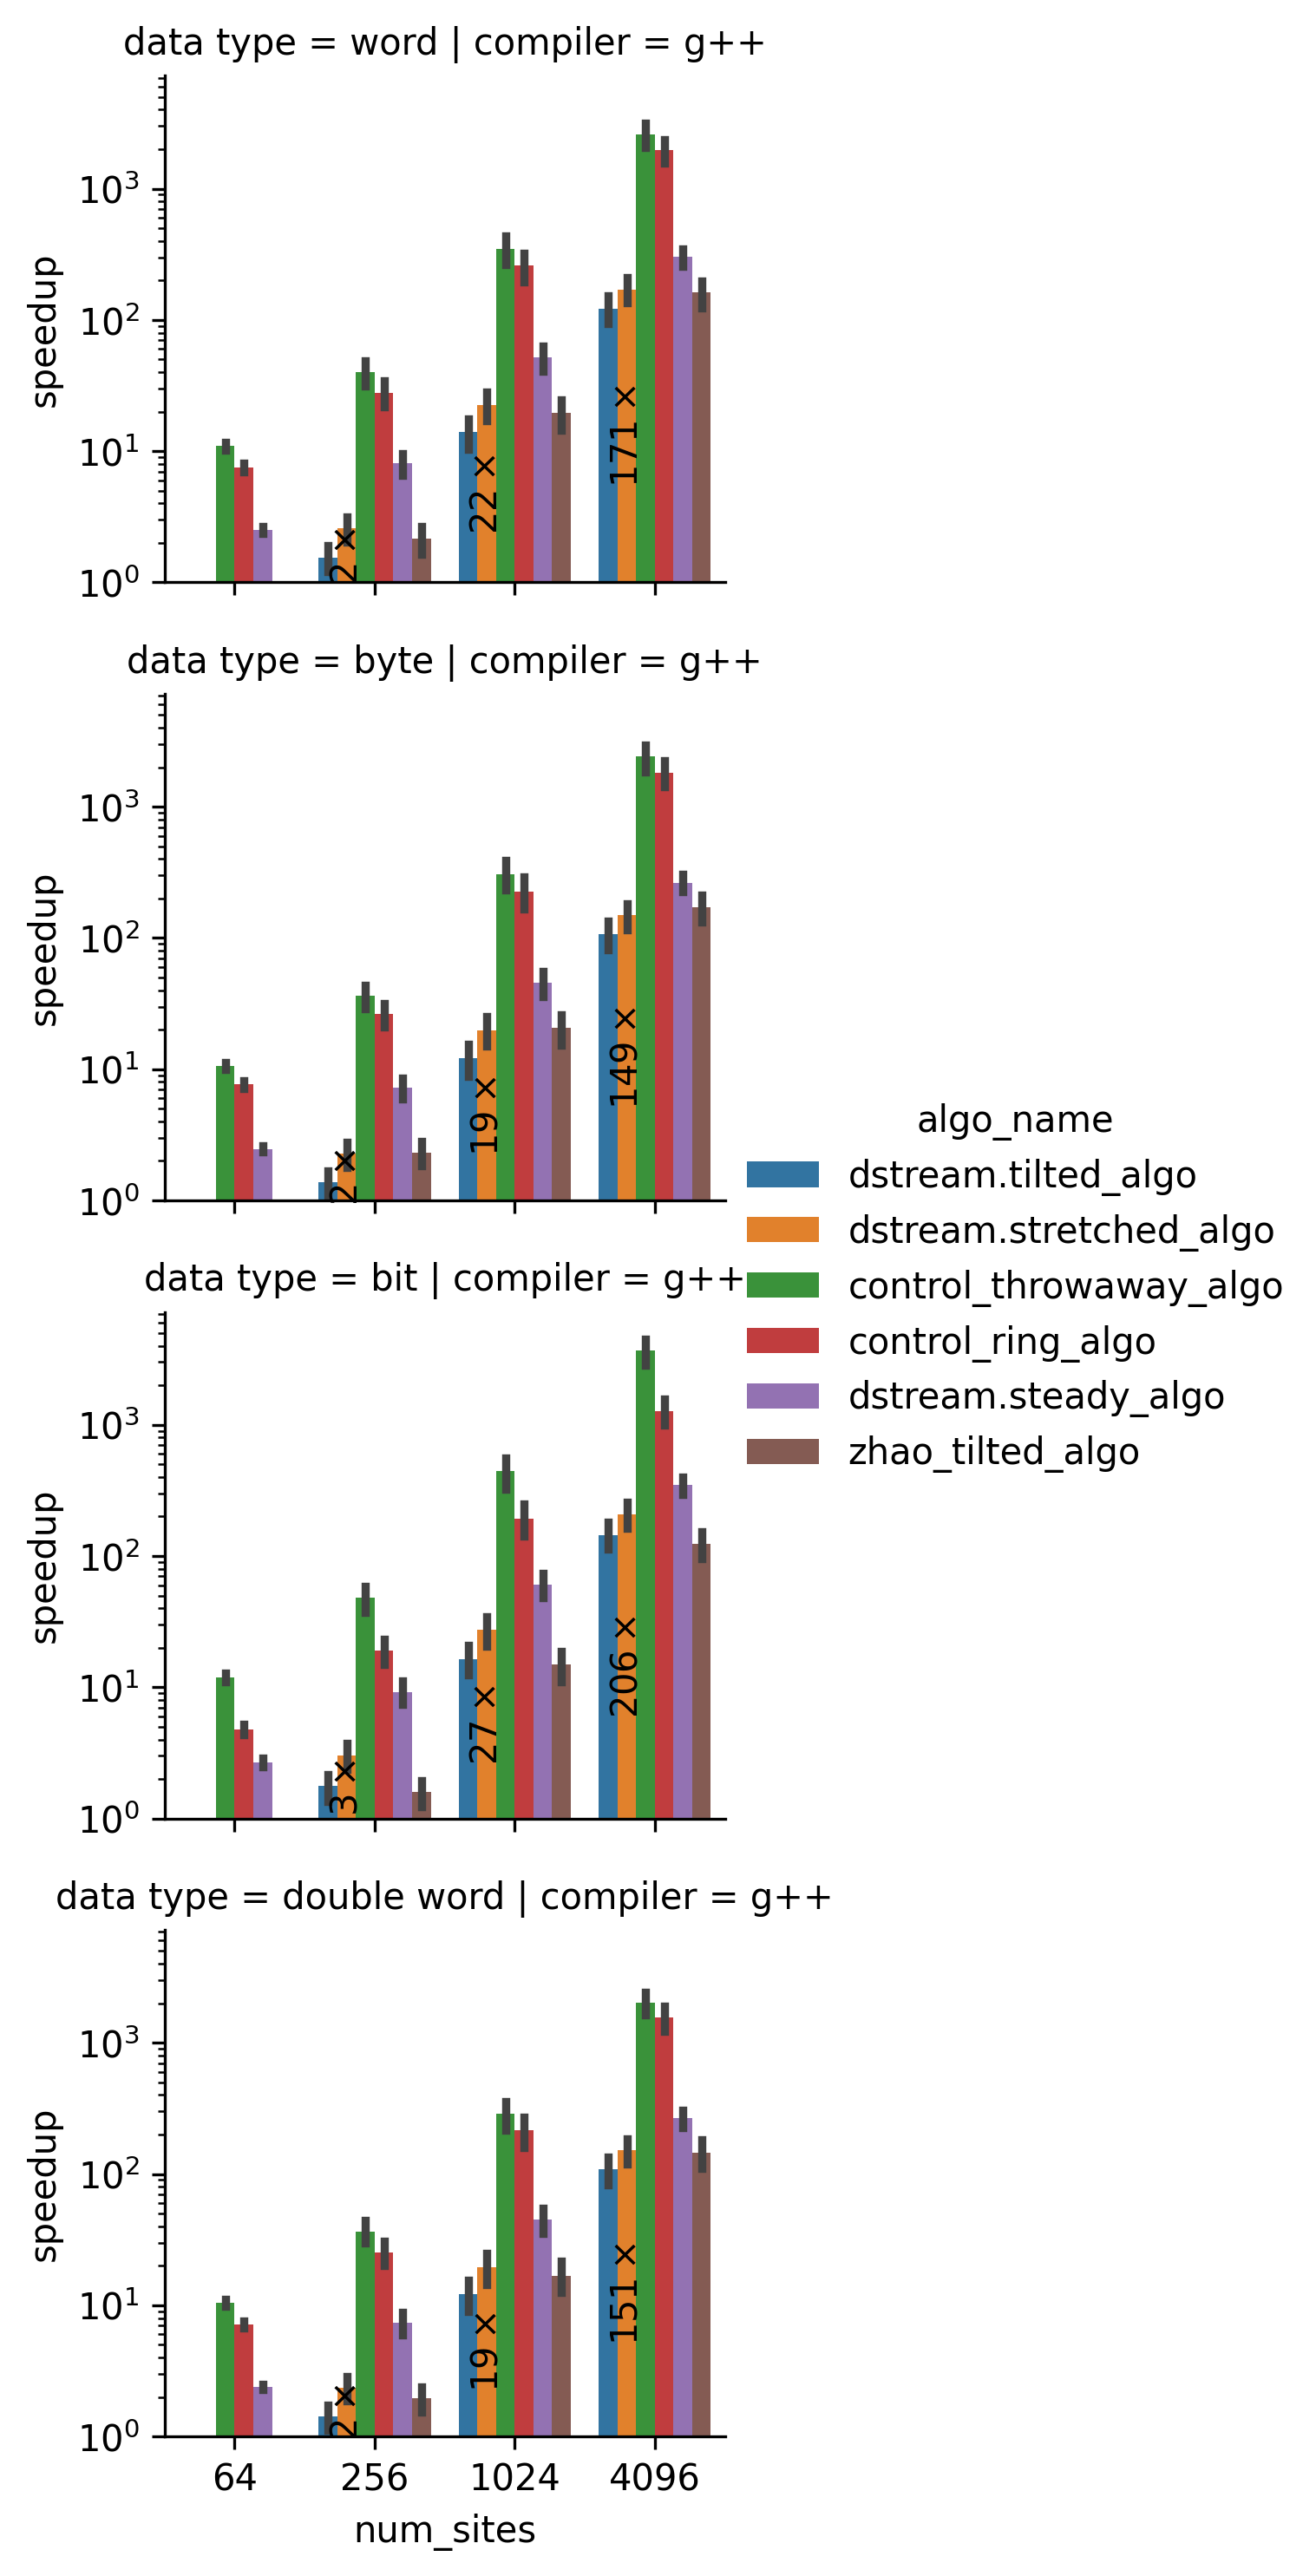 data type = word | compiler = g++
speedup
10³
10²
10¹
10⁰
2 ×
22 ×
171 ×
data type = byte | compiler = g++
speedup
10³
10²
10¹
10⁰
2 ×
19 ×
149 ×
algo_name
dstream.tilted_algo
dstream.stretched_algo
control_throwaway_algo
control_ring_algo
dstream.steady_algo
zhao_tilted_algo
data type = bit | compiler = g++
speedup
10³
10²
10¹
10⁰
3 ×
27 ×
206 ×
data type = double word | compiler = g++
speedup
10³
10²
10¹
10⁰
2 ×
19 ×
151 ×
64 256 1024 4096
num_sites